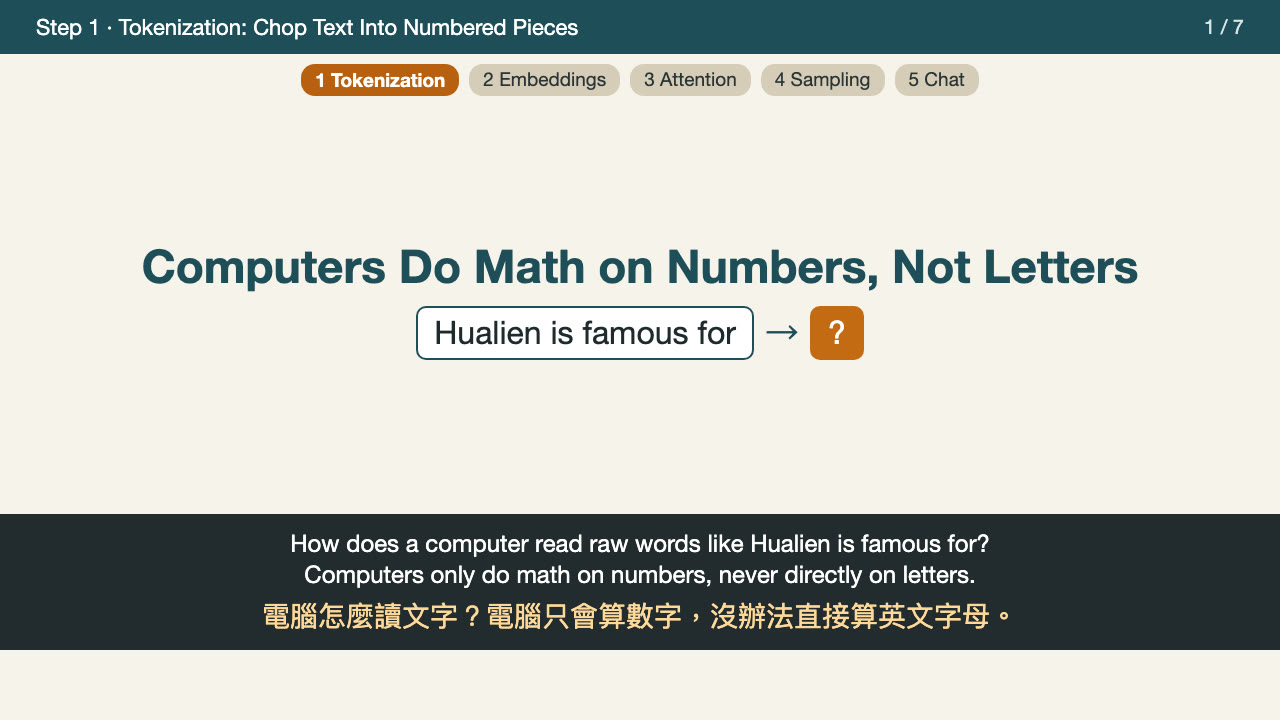 Step 1 · Tokenization: Chop Text Into Numbered Pieces
1 / 7
1 Tokenization
2 Embeddings
3 Attention
4 Sampling
5 Chat
Computers Do Math on Numbers, Not Letters
Hualien is famous for → ?
How does a computer read raw words like Hualien is famous for?
Computers only do math on numbers, never directly on letters.
電腦怎麼讀文字？電腦只會算數字，沒辦法直接算英文字母。